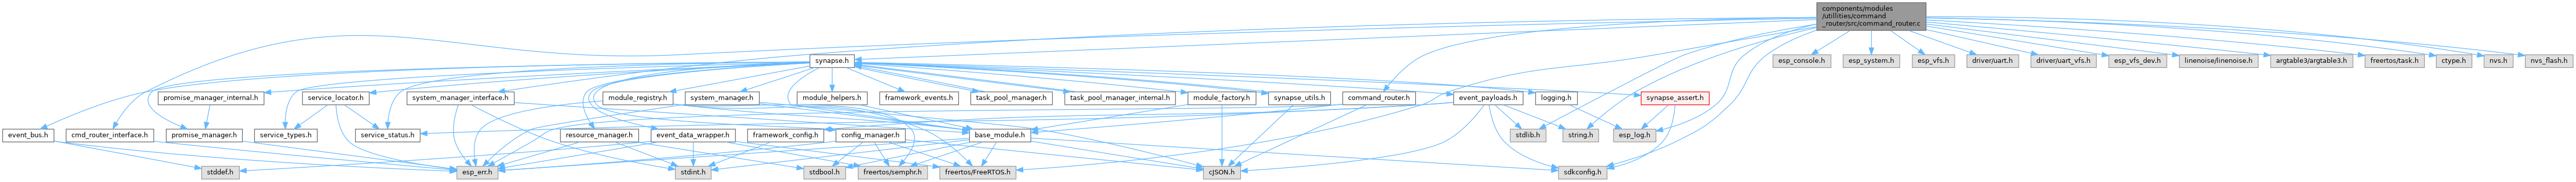 components/modules
/utillities/command
_router/src/command_router.c
synapse.h
esp_console.h
esp_system.h
esp_vfs.h
driver/uart.h
driver/uart_vfs.h
esp_vfs_dev.h
linenoise/linenoise.h
argtable3/argtable3.h
freertos/task.h
ctype.h
nvs.h
nvs_flash.h
promise_manager_internal.h
service_locator.h
system_manager_interface.h
module_registry.h
system_manager.h
module_helpers.h
framework_events.h
task_pool_manager.h
task_pool_manager_internal.h
module_factory.h
synapse_utils.h
command_router.h
event_payloads.h
logging.h
synapse_assert.h
event_bus.h
cmd_router_interface.h
promise_manager.h
service_types.h
service_status.h
resource_manager.h
event_data_wrapper.h
framework_config.h
config_manager.h
base_module.h
stdlib.h
string.h
esp_log.h
stddef.h
esp_err.h
stdint.h
stdbool.h
freertos/semphr.h
freertos/FreeRTOS.h
cJSON.h
sdkconfig.h